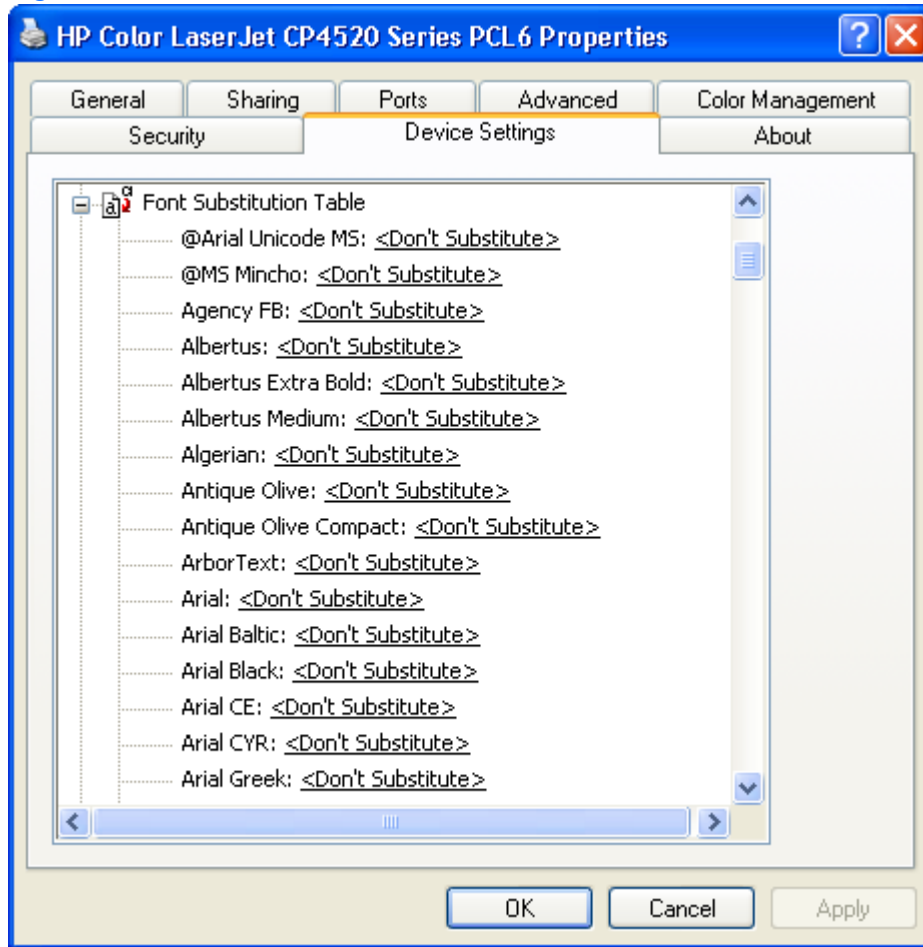 HP Color LaserJet CP4520 Series PCL6 Properties
General Sharing Ports Advanced Color Management
Security Device Settings About
Font Substitution Table
@Arial Unicode MS: <Don't Substitute>
@MS Mincho: <Don't Substitute>
Agency FB: <Don't Substitute>
Albertus: <Don't Substitute>
Albertus Extra Bold: <Don't Substitute>
Albertus Medium: <Don't Substitute>
Algerian: <Don't Substitute>
Antique Olive: <Don't Substitute>
Antique Olive Compact: <Don't Substitute>
ArborText: <Don't Substitute>
Arial: <Don't Substitute>
Arial Baltic: <Don't Substitute>
Arial Black: <Don't Substitute>
Arial CE: <Don't Substitute>
Arial CYR: <Don't Substitute>
Arial Greek: <Don't Substitute>
OK Cancel Apply